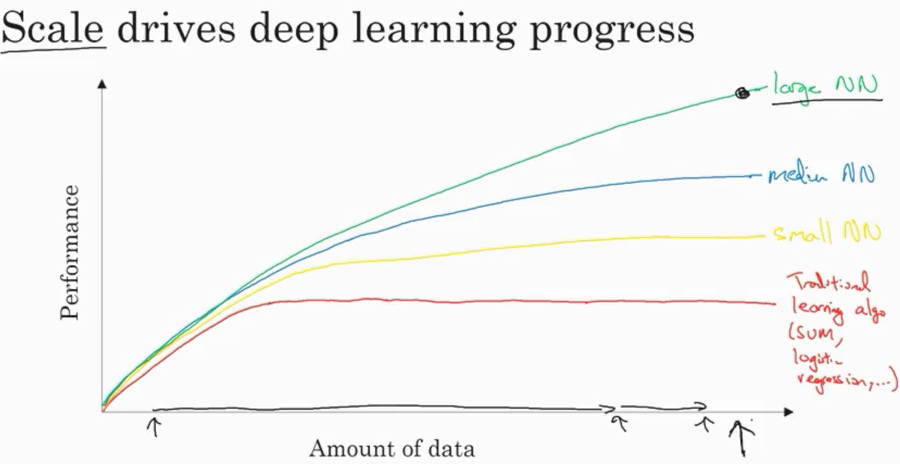 Scale drives deep learning progress
large NN
medium NN
small NN
Traditional
learning algo
(SVM,
logistic
regression,...)
Performance
Amount of data